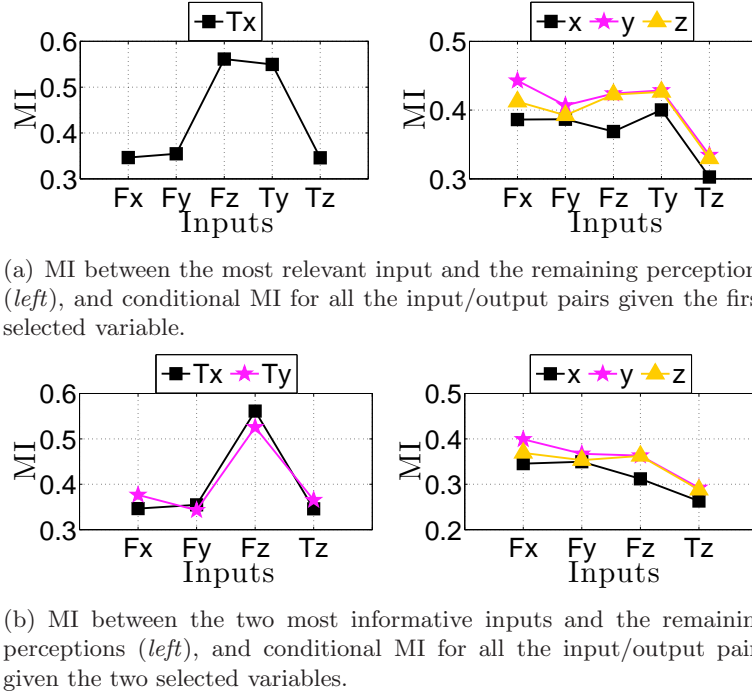 Tx
0.6
0.5
0.4
0.3
MI
Fx Fy Fz Ty Tz
Inputs
x y z
0.5
0.4
0.3
MI
Fx Fy Fz Ty Tz
Inputs
(a) MI between the most relevant input and the remaining perception
(left), and conditional MI for all the input/output pairs given the firs
selected variable.
Tx Ty
0.6
0.5
0.4
0.3
MI
Fx Fy Fz Tz
Inputs
x y z
0.5
0.4
0.3
0.2
MI
Fx Fy Fz Tz
Inputs
(b) MI between the two most informative inputs and the remainin
perceptions (left), and conditional MI for all the input/output pair
given the two selected variables.